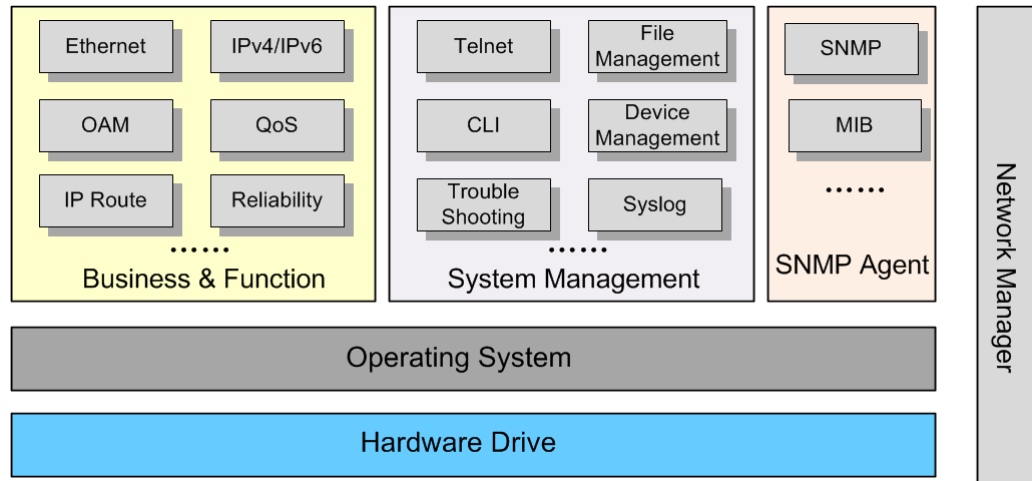 Ethernet
IPv4/IPv6
OAM
QoS
IP Route
Reliability
……
Business & Function
Telnet
File
Management
CLI
Device
Management
Trouble
Shooting
Syslog
……
System Management
SNMP
MIB
……
SNMP Agent
Operating System
Hardware Drive
Network Manager